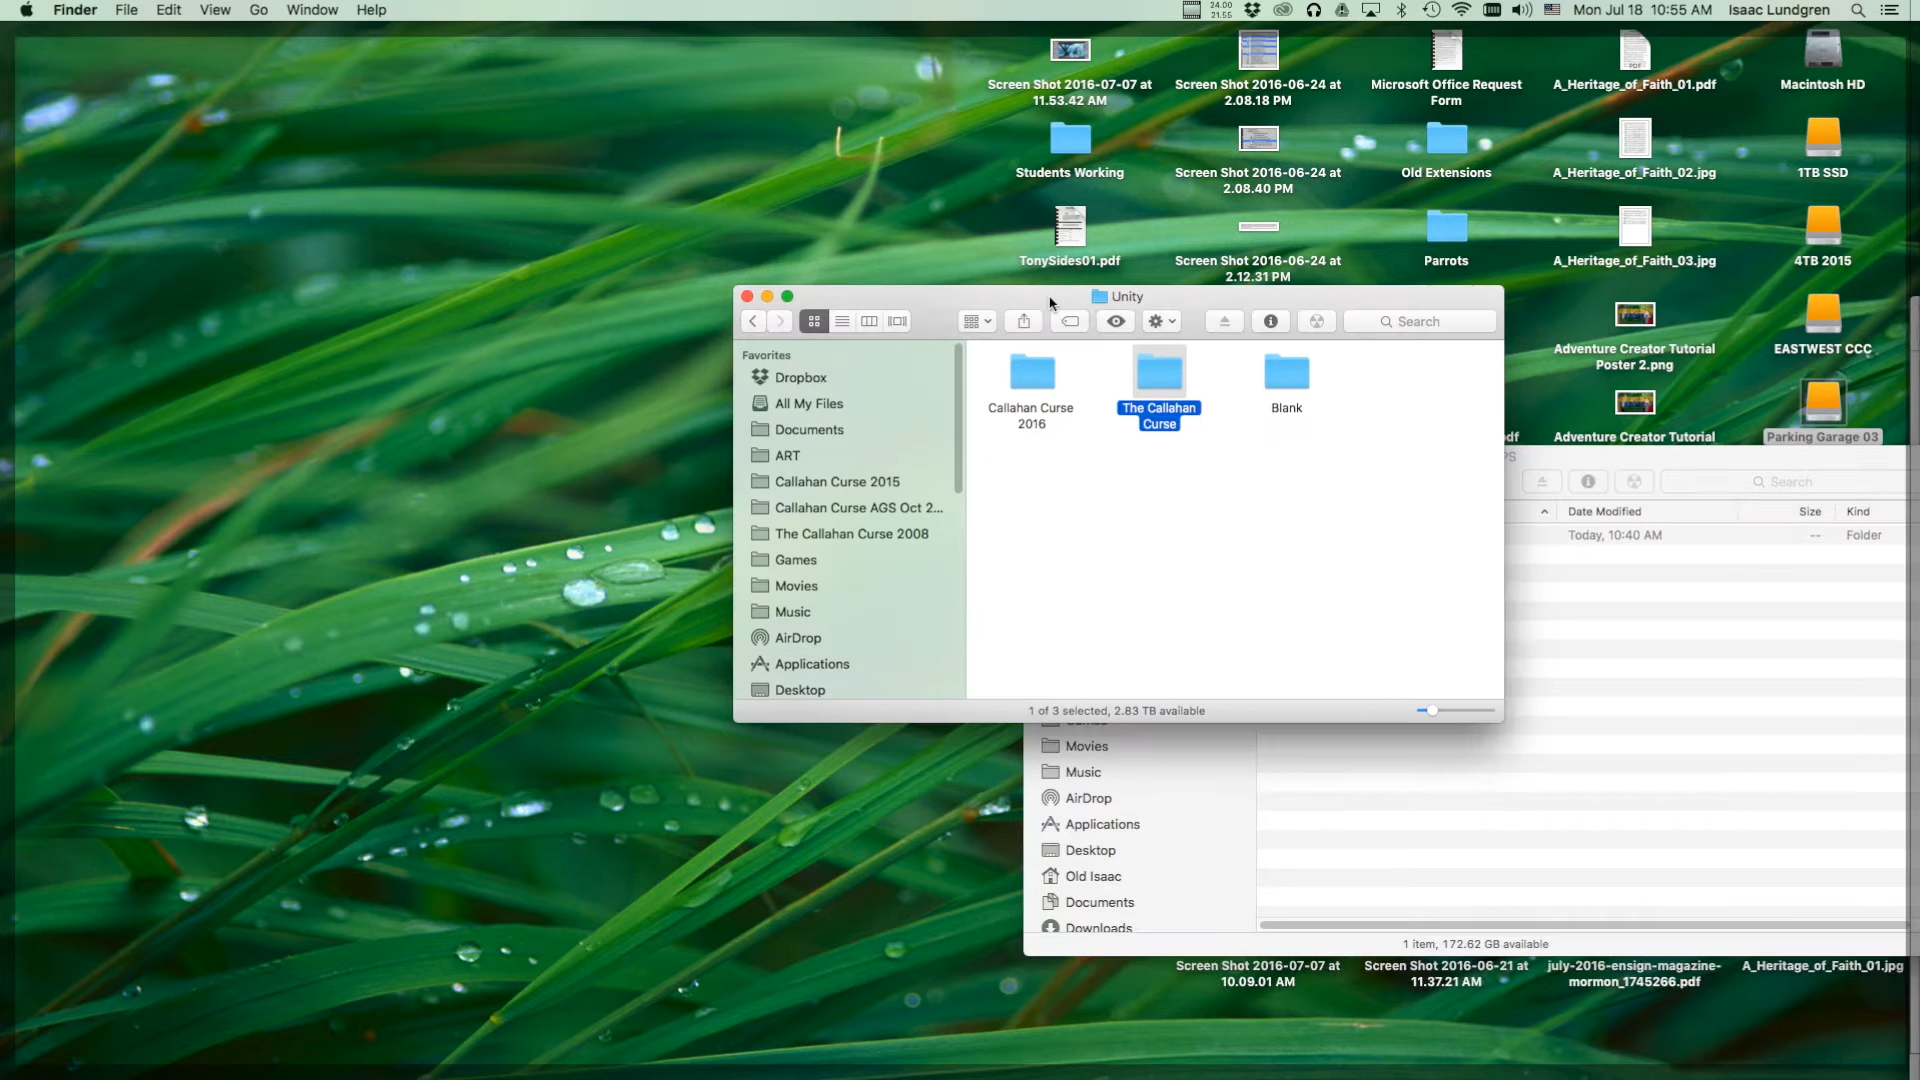 Finder File Edit View Go Window Help
24.00
21.55
Mon Jul 18 10:55 AM Isaac Lundgren
Screen Shot 2016-07-07 at
11.53.42 AM
Screen Shot 2016-06-24 at
2.08.18 PM
Microsoft Office Request
Form
A_Heritage_of_Faith_01.pdf
Macintosh HD
Students Working
Screen Shot 2016-06-24 at
2.08.40 PM
Old Extensions
A_Heritage_of_Faith_02.jpg
1TB SSD
TonySides01.pdf
Screen Shot 2016-06-24 at
2.12.31 PM
Parrots
A_Heritage_of_Faith_03.jpg
4TB 2015
Adventure Creator Tutorial
Poster 2.png
EASTWEST CCC
df
Adventure Creator Tutorial
Parking Garage 03
Unity
Search
Favorites
Dropbox
All My Files
Documents
ART
Callahan Curse 2015
Callahan Curse AGS Oct 2...
The Callahan Curse 2008
Games
Movies
Music
AirDrop
Applications
Desktop
Callahan Curse
2016
The Callahan
Curse
Blank
1 of 3 selected, 2.83 TB available
PS
Search
Date Modified Size Kind
Today, 10:40 AM -- Folder
Movies
Music
AirDrop
Applications
Desktop
Old Isaac
Documents
Downloads
1 item, 172.62 GB available
Screen Shot 2016-07-07 at
10.09.01 AM
Screen Shot 2016-06-21 at
11.37.21 AM
july-2016-ensign-magazine-
mormon_1745266.pdf
A_Heritage_of_Faith_01.jpg